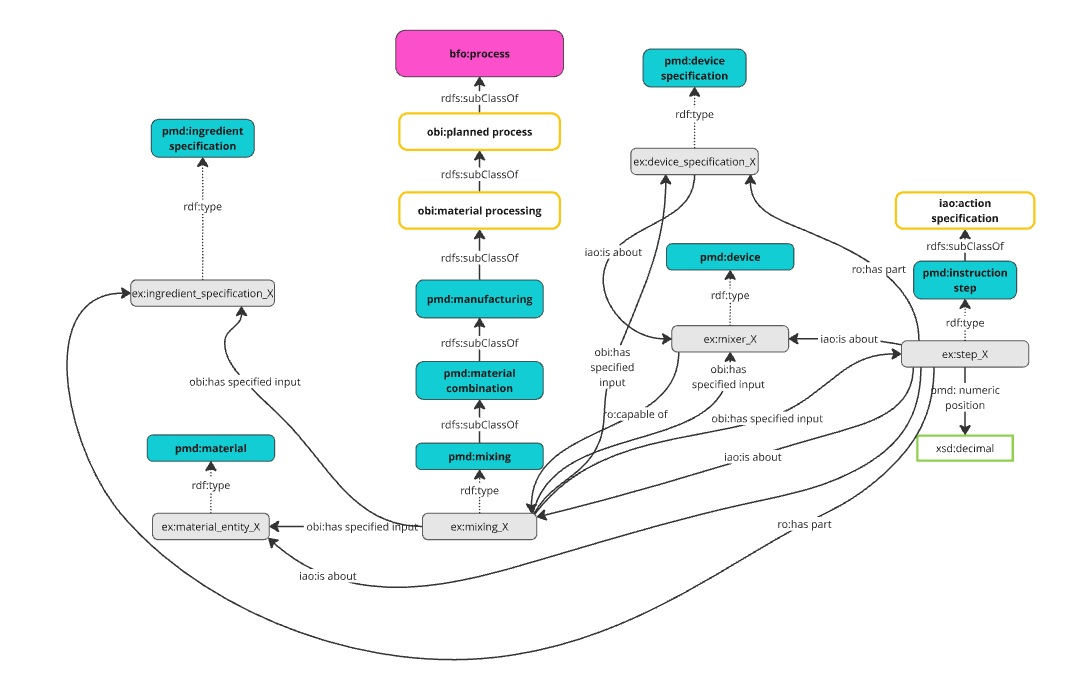 bfo:process
pmd:device
specification
rdfs:subClassOf
rdf:type
pmd:ingredient
specification
obi:planned process
ex:device_specification_X
rdfs:subClassOf
rdf:type
obi:material processing
iao:action
specification
iao:is about
pmd:device
rdfs:subClassOf
rdfs:subClassOf
ro:has part
pmd:instruction
step
ex:ingredient_specification_X
pmd:manufacturing
rdf:type
rdf:type
rdfs:subClassOf
ex:mixer_X
iao:is about
ex:step_X
obi:has
specified
input
obi:has
specified input
obi:has specified input
pmd:material
combination
pmd: numeric
position
ro:capable of
rdfs:subClassOf
obi:has specified input
pmd:material
pmd:mixing
iao:is about
xsd:decimal
rdf:type
rdf:type
ex:material_entity_X
obi:has specified input
ex:mixing_X
ro:has part
iao:is about